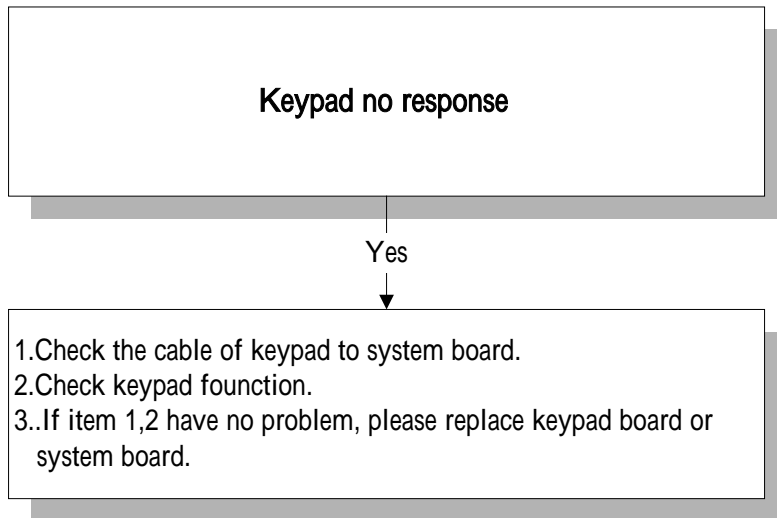 Keypad no response
Yes
1.Check the cable of keypad to system board.
2.Check keypad founction.
3..If item 1,2 have no problem, please replace keypad board or
system board.